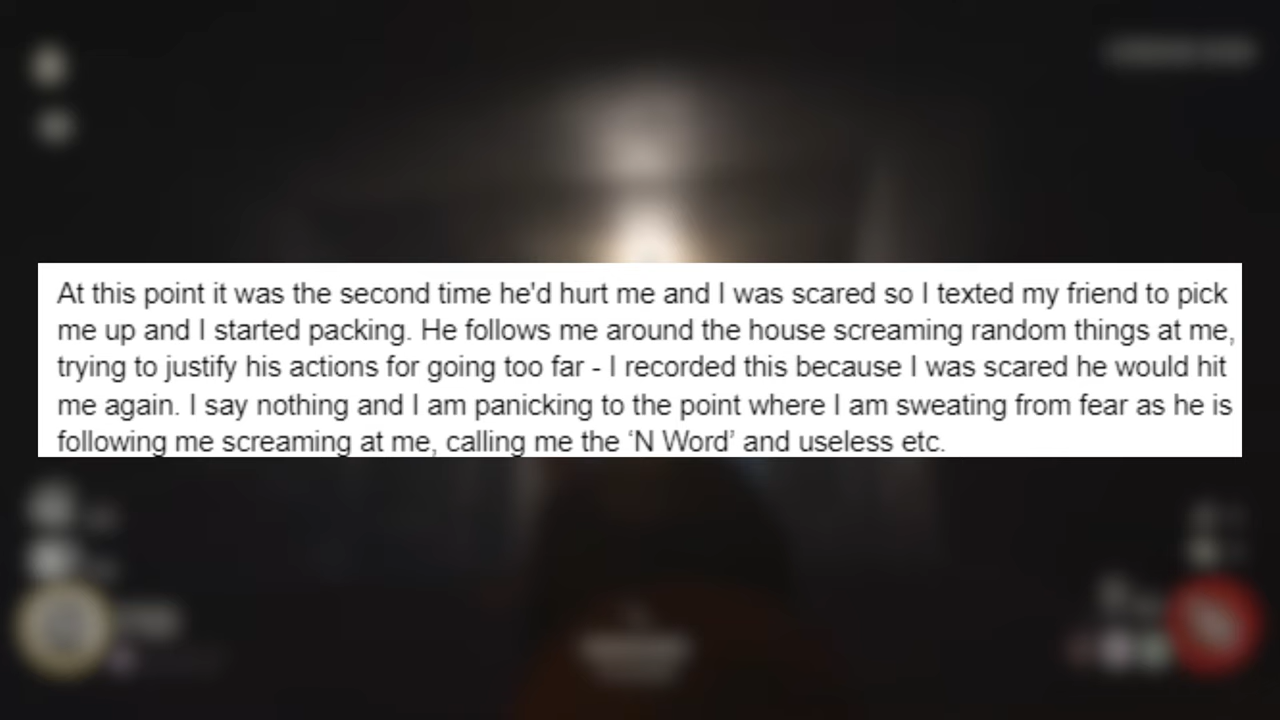 At this point it was the second time he'd hurt me and I was scared so I texted my friend to pick
me up and I started packing. He follows me around the house screaming random things at me,
trying to justify his actions for going too far - I recorded this because I was scared he would hit
me again. I say nothing and I am panicking to the point where I am sweating from fear as he is
following me screaming at me, calling me the ‘N Word’ and useless etc.